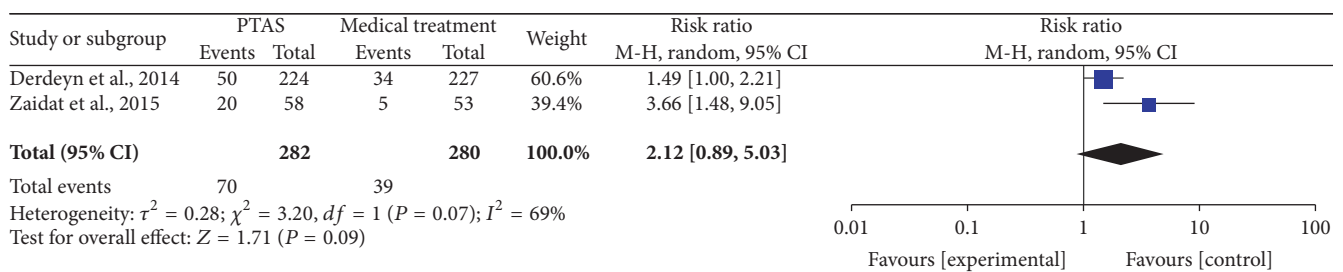 Study or subgroup PTAS Medical treatment Weight Risk ratio Risk ratio
Events Total Events Total M-H, random, 95% CI M-H, random, 95% CI
Derdeyn et al., 2014 50 224 34 227 60.6% 1.49 [1.00, 2.21]
Zaidat et al., 2015 20 58 5 53 39.4% 3.66 [1.48, 9.05]
Total (95% CI) 282 280 100.0% 2.12 [0.89, 5.03]
Total events 70 39
Heterogeneity: τ² = 0.28; χ² = 3.20, df = 1 (P = 0.07); I² = 69%
Test for overall effect: Z = 1.71 (P = 0.09)
0.01 0.1 1 10 100
Favours [experimental] Favours [control]